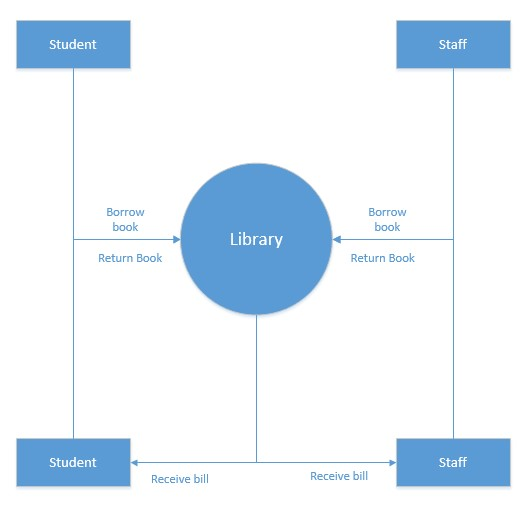 Student
Staff
Borrow
book
Borrow
book
Library
Return Book
Return Book
Student
Staff
Receive bill
Receive bill